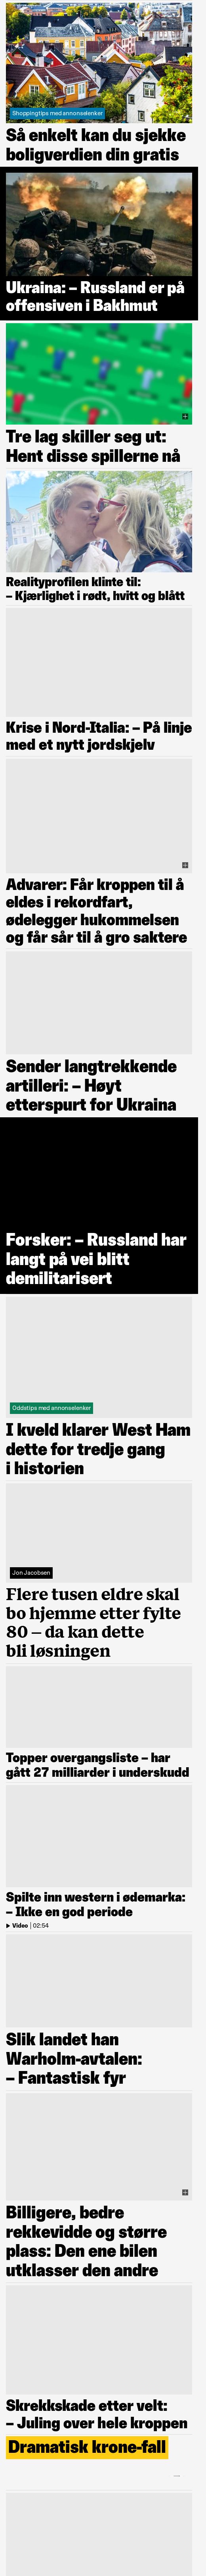 Shoppingtips med annonselenker
Så enkelt kan du sjekke
boligverdien din gratis
Ukraina: – Russland er på
offensiven i Bakhmut
Tre lag skiller seg ut:
Hent disse spillerne nå
Realityprofilen klinte til:
– Kjærlighet i rødt, hvitt og blått
Krise i Nord-Italia: – På linje
med et nytt jordskjelv
Advarer: Får kroppen til å
eldes i rekordfart,
ødelegger hukommelsen
og får sår til å gro saktere
Sender langtrekkende
artilleri: – Høyt
etterspurt for Ukraina
Forsker: – Russland har
langt på vei blitt
demilitarisert
Oddstips med annonselenker
I kveld klarer West Ham
dette for tredje gang
i historien
Jon Jacobsen
Flere tusen eldre skal
bo hjemme etter fylte
80 – da kan dette
bli løsningen
Topper overgangsliste – har
gått 27 milliarder i underskudd
Spilte inn western i ødemarka:
– Ikke en god periode
Video | 02:54
Slik landet han
Warholm-avtalen:
– Fantastisk fyr
Billigere, bedre
rekkevidde og større
plass: Den ene bilen
utklasser den andre
Skrekkskade etter velt:
– Juling over hele kroppen
Dramatisk krone-fall